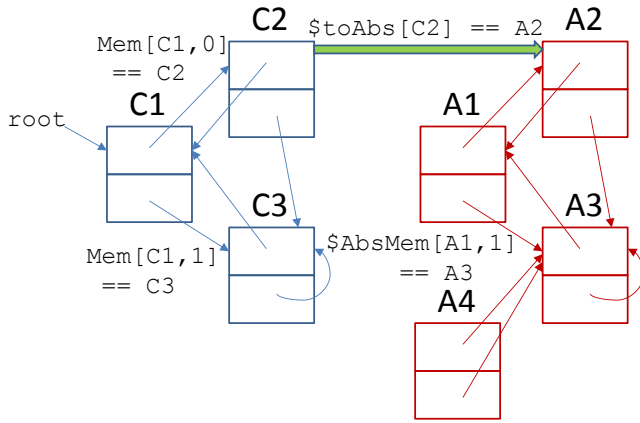 $toAbs[C2] == A2
Mem[C1,0]
== C2
C2
A2
C1
A1
root
C3
A3
Mem[C1,1]
== C3
$AbsMem[A1,1]
== A3
A4